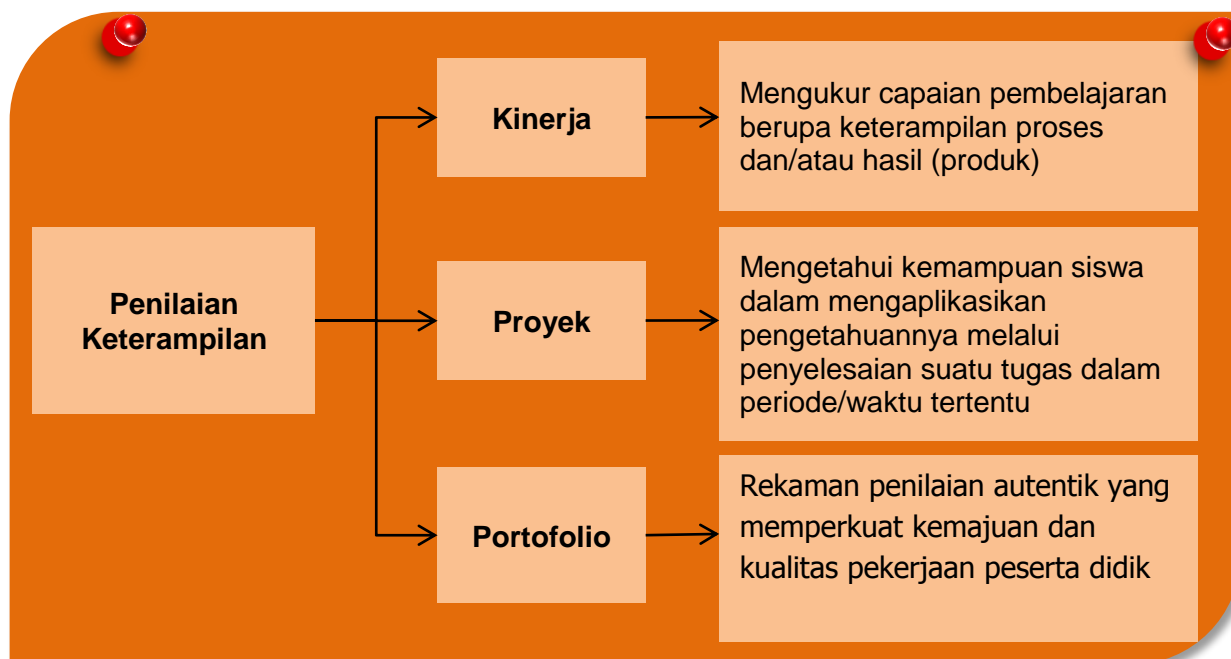 Penilaian
Keterampilan
Kinerja
Mengukur capaian pembelajaran
berupa keterampilan proses
dan/atau hasil (produk)
Proyek
Mengetahui kemampuan siswa
dalam mengaplikasikan
pengetahuannya melalui
penyelesaian suatu tugas dalam
periode/waktu tertentu
Portofolio
Rekaman penilaian autentik yang
memperkuat kemajuan dan
kualitas pekerjaan peserta didik